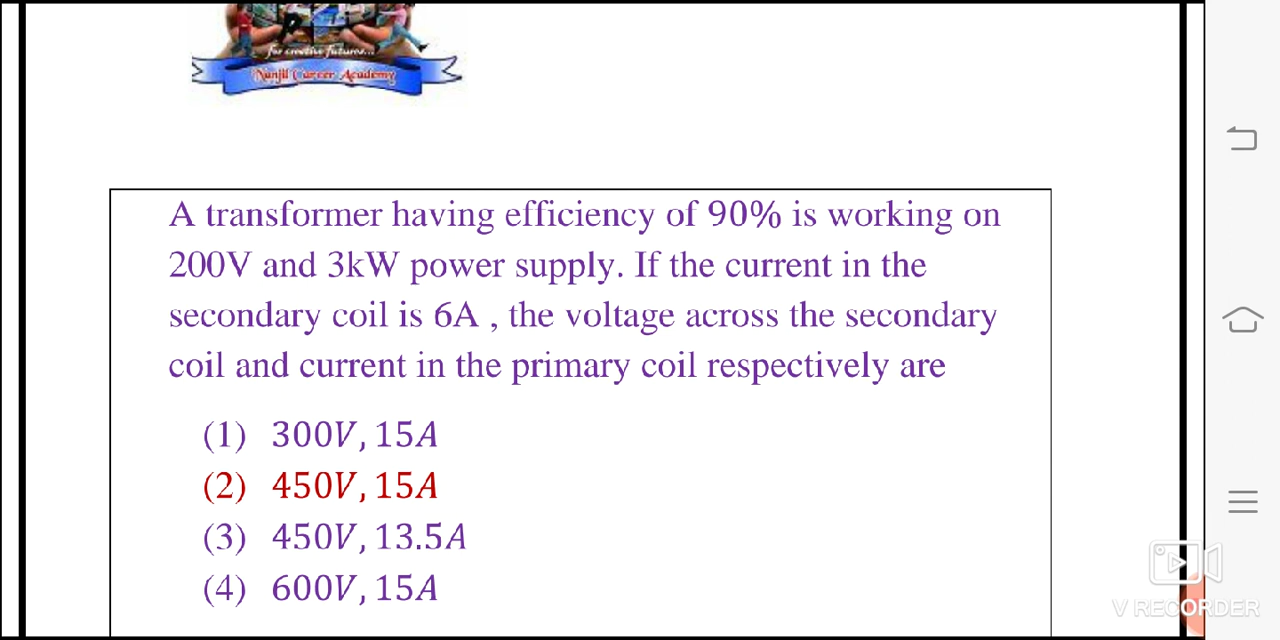 for creative futures...
Nanjil Career Academy
A transformer having efficiency of 90% is working on
200V and 3kW power supply. If the current in the
secondary coil is 6A , the voltage across the secondary
coil and current in the primary coil respectively are
(1) 300V, 15A
(2) 450V, 15A
(3) 450V, 13.5A
(4) 600V, 15A
V RECORDER